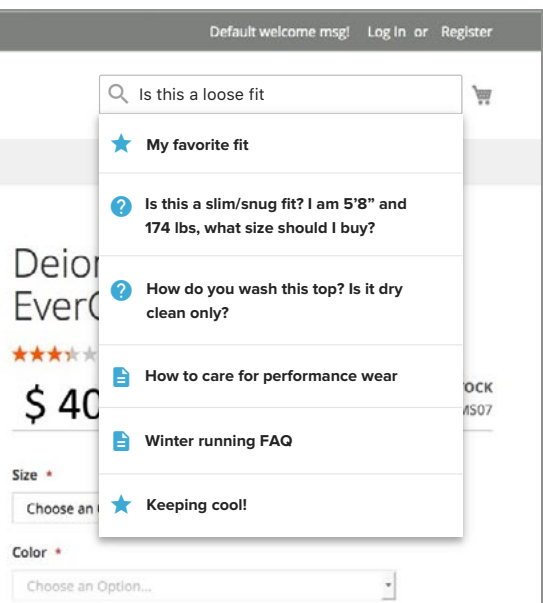 Default welcome msg! Log In or Register
Is this a loose fit
My favorite fit
Is this a slim/snug fit? I am 5’8” and
174 lbs, what size should I buy?
How do you wash this top? Is it dry
clean only?
How to care for performance wear
Winter running FAQ
Keeping cool!
$ 40
Size *
Choose an
Color *
Choose an Option...